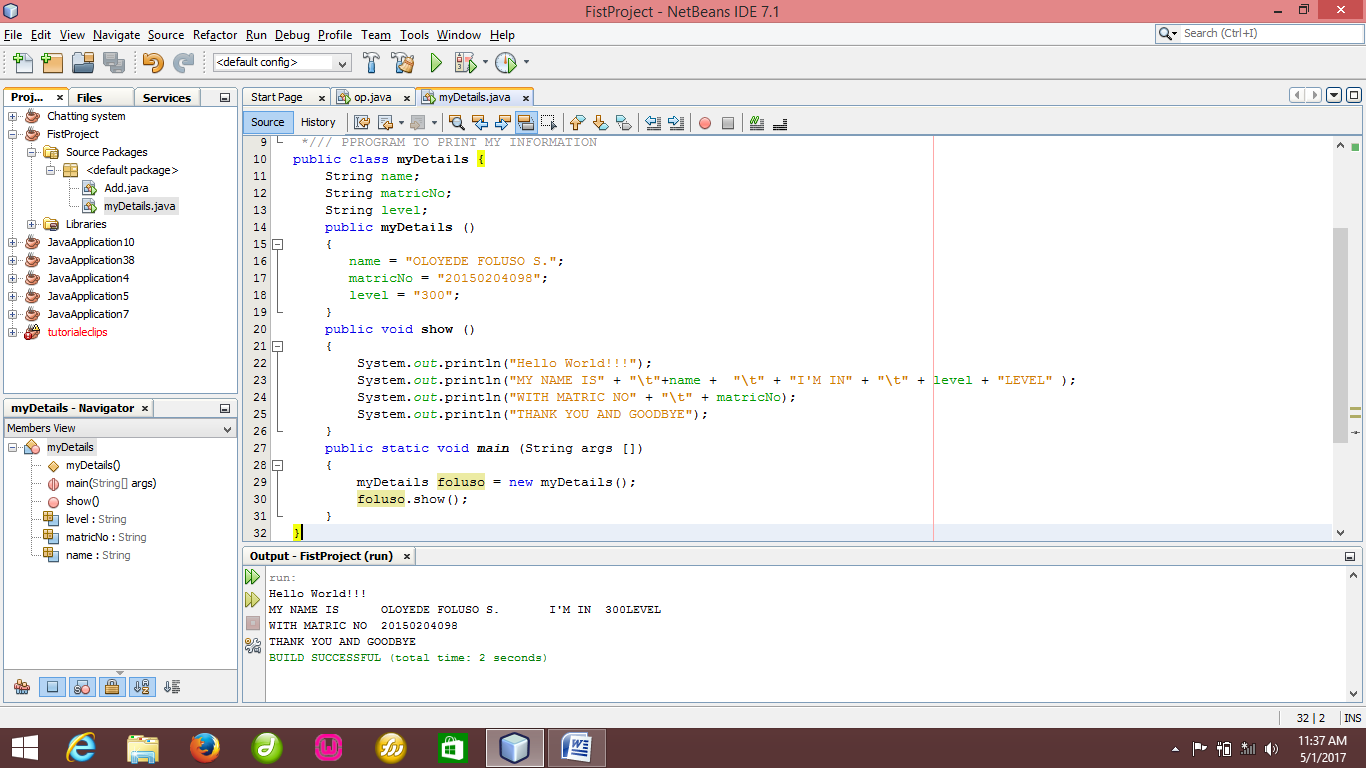 FistProject - NetBeans IDE 7.1
File Edit View Navigate Source Refactor Run Debug Profile Team Tools Window Help
Search (Ctrl+I)
<default config>
Proj... × Files Services
Chatting system
FistProject
Source Packages
<default package>
Add.java
myDetails.java
Libraries
JavaApplication10
JavaApplication38
JavaApplication4
JavaApplication5
JavaApplication7
tutorialeclips
myDetails - Navigator ×
Members View
myDetails
myDetails()
main(String[] args)
show()
level : String
matricNo : String
name : String
Start Page × op.java × myDetails.java ×
Source History
9 *//// PPROGRAM TO PRINT MY INFORMATION
10 public class myDetails {
11 String name;
12 String matricNo;
13 String level;
14 public myDetails ()
15 {
16 name = "OLOYEDE FOLUSO S.";
17 matricNo = "20150204098";
18 level = "300";
19 }
20 public void show ()
21 {
22 System.out.println("Hello World!!!");
23 System.out.println("MY NAME IS" + "\t"+name +  "\t" + "I'M IN" + "\t" + level + "LEVEL" );
24 System.out.println("WITH MATRIC NO" + "\t" + matricNo);
25 System.out.println("THANK YOU AND GOODBYE");
26 }
27 public static void main (String args [])
28 {
29 myDetails foluso = new myDetails();
30 foluso.show();
31 }
32 }
Output - FistProject (run) ×
run:
Hello World!!!
MY NAME IS OLOYEDE FOLUSO S. I'M IN 300LEVEL
WITH MATRIC NO 20150204098
THANK YOU AND GOODBYE
BUILD SUCCESSFUL (total time: 2 seconds)
32 | 2 INS
11:37 AM
5/1/2017